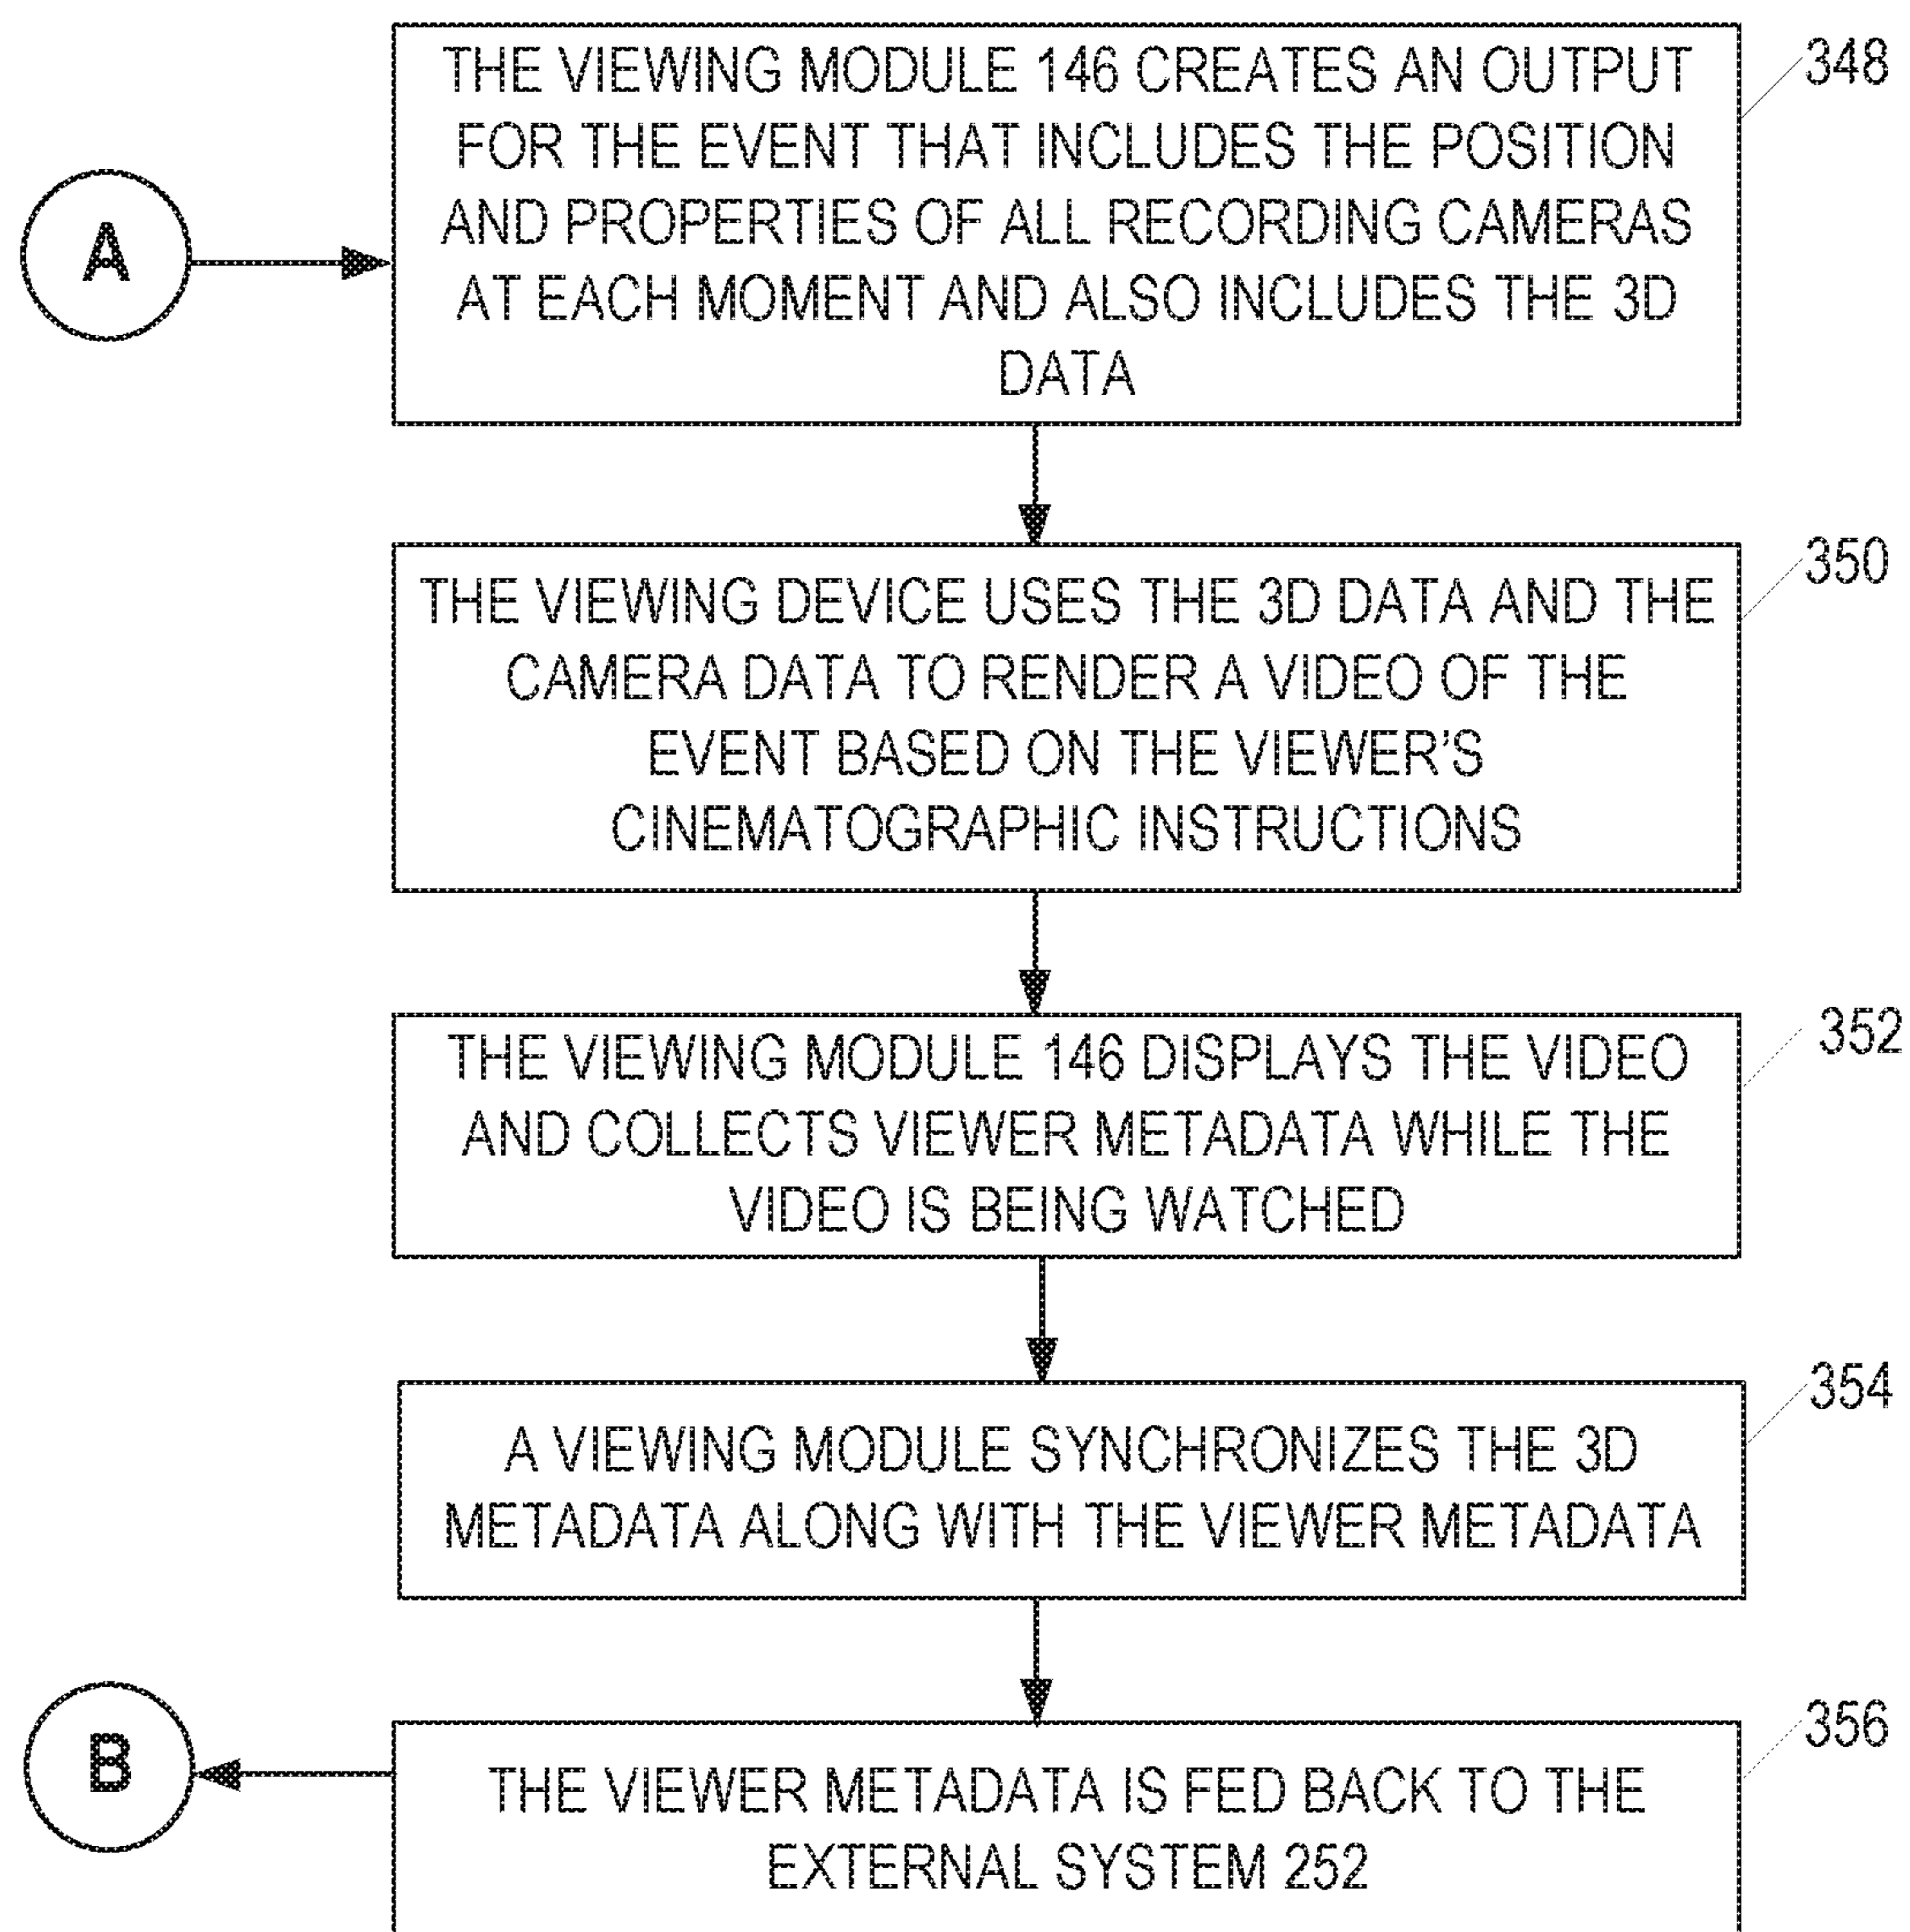 THE VIEWING MODULE 146 CREATES AN OUTPUT
FOR THE EVENT THAT INCLUDES THE POSITION
AND PROPERTIES OF ALL RECORDING CAMERAS
AT EACH MOMENT AND ALSO INCLUDES THE 3D
DATA
348
A
THE VIEWING DEVICE USES THE 3D DATA AND THE
CAMERA DATA TO RENDER A VIDEO OF THE
EVENT BASED ON THE VIEWER’S
CINEMATOGRAPHIC INSTRUCTIONS
350
THE VIEWING MODULE 146 DISPLAYS THE VIDEO
AND COLLECTS VIEWER METADATA WHILE THE
VIDEO IS BEING WATCHED
352
A VIEWING MODULE SYNCHRONIZES THE 3D
METADATA ALONG WITH THE VIEWER METADATA
354
THE VIEWER METADATA IS FED BACK TO THE
EXTERNAL SYSTEM 252
356
B